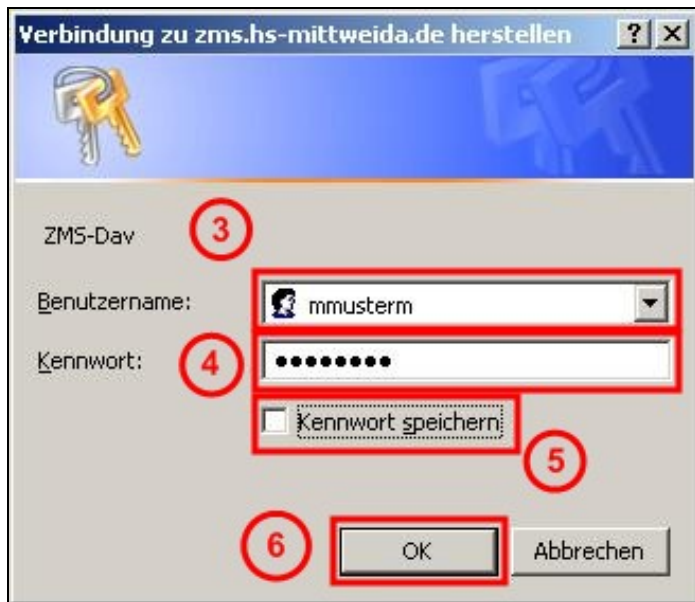 Verbindung zu zms.hs-mittweida.de herstellen ? X
ZMS-Dav 3
Benutzername: mmusterm
Kennwort: 4 ●●●●●●●●
Kennwort speichern
5
6 OK Abbrechen